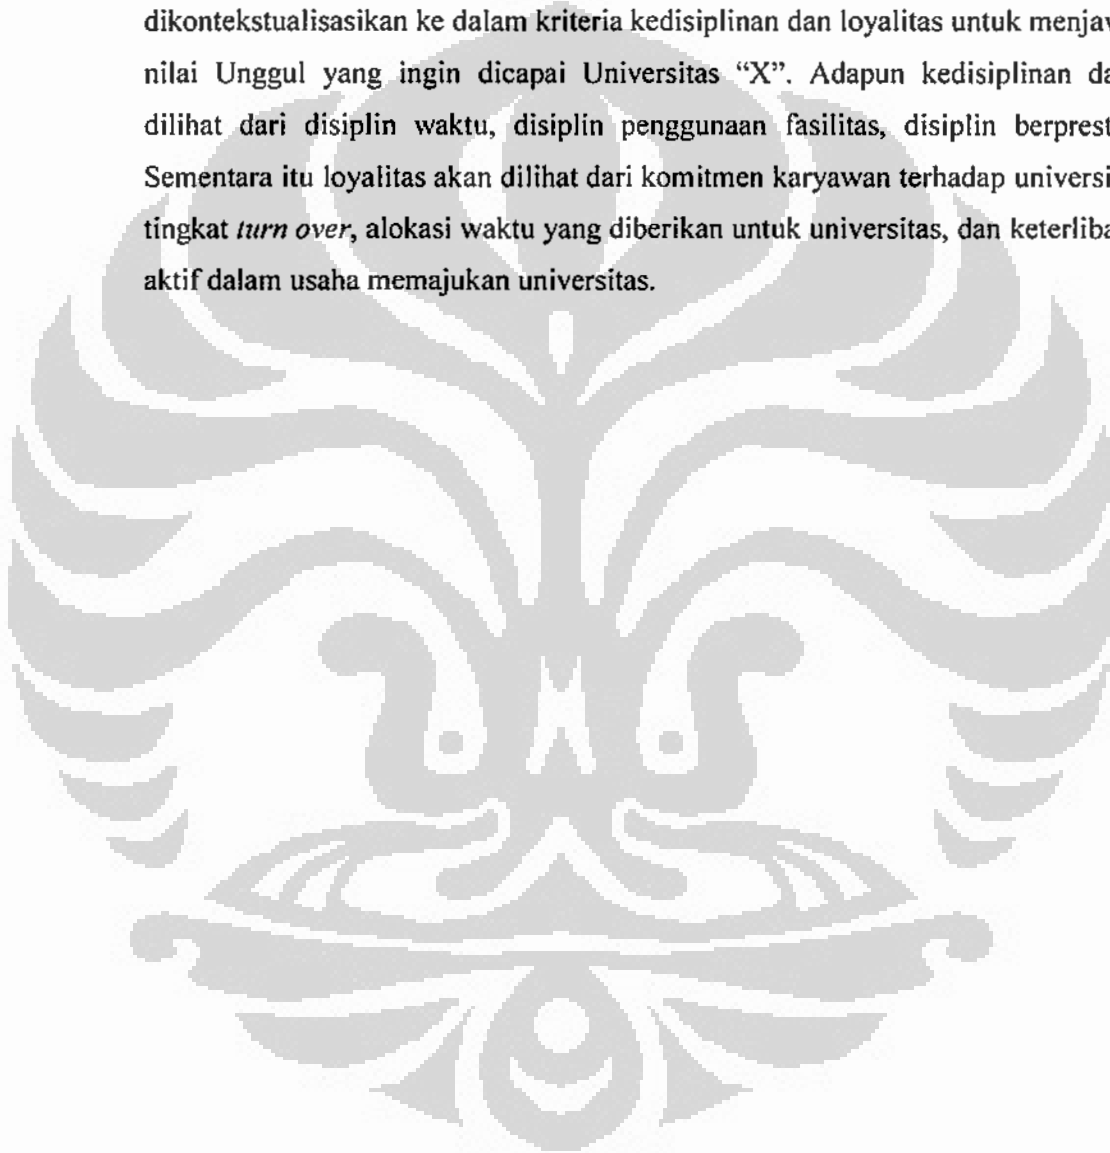 dikontekstualisasikan ke dalam kriteria kedisiplinan dan loyalitas untuk
nilai Unggul yang ingin dicapai Universitas “X”. Adapun kedisiplinan
dilihat dari disiplin waktu, disiplin penggunaan fasilitas, disiplin
Sementara itu loyalitas akan dilihat dari komitmen karyawan terhadap
tingkat turn over, alokasi waktu yang diberikan untuk universitas, dan
aktif dalam usaha memajukan universitas.